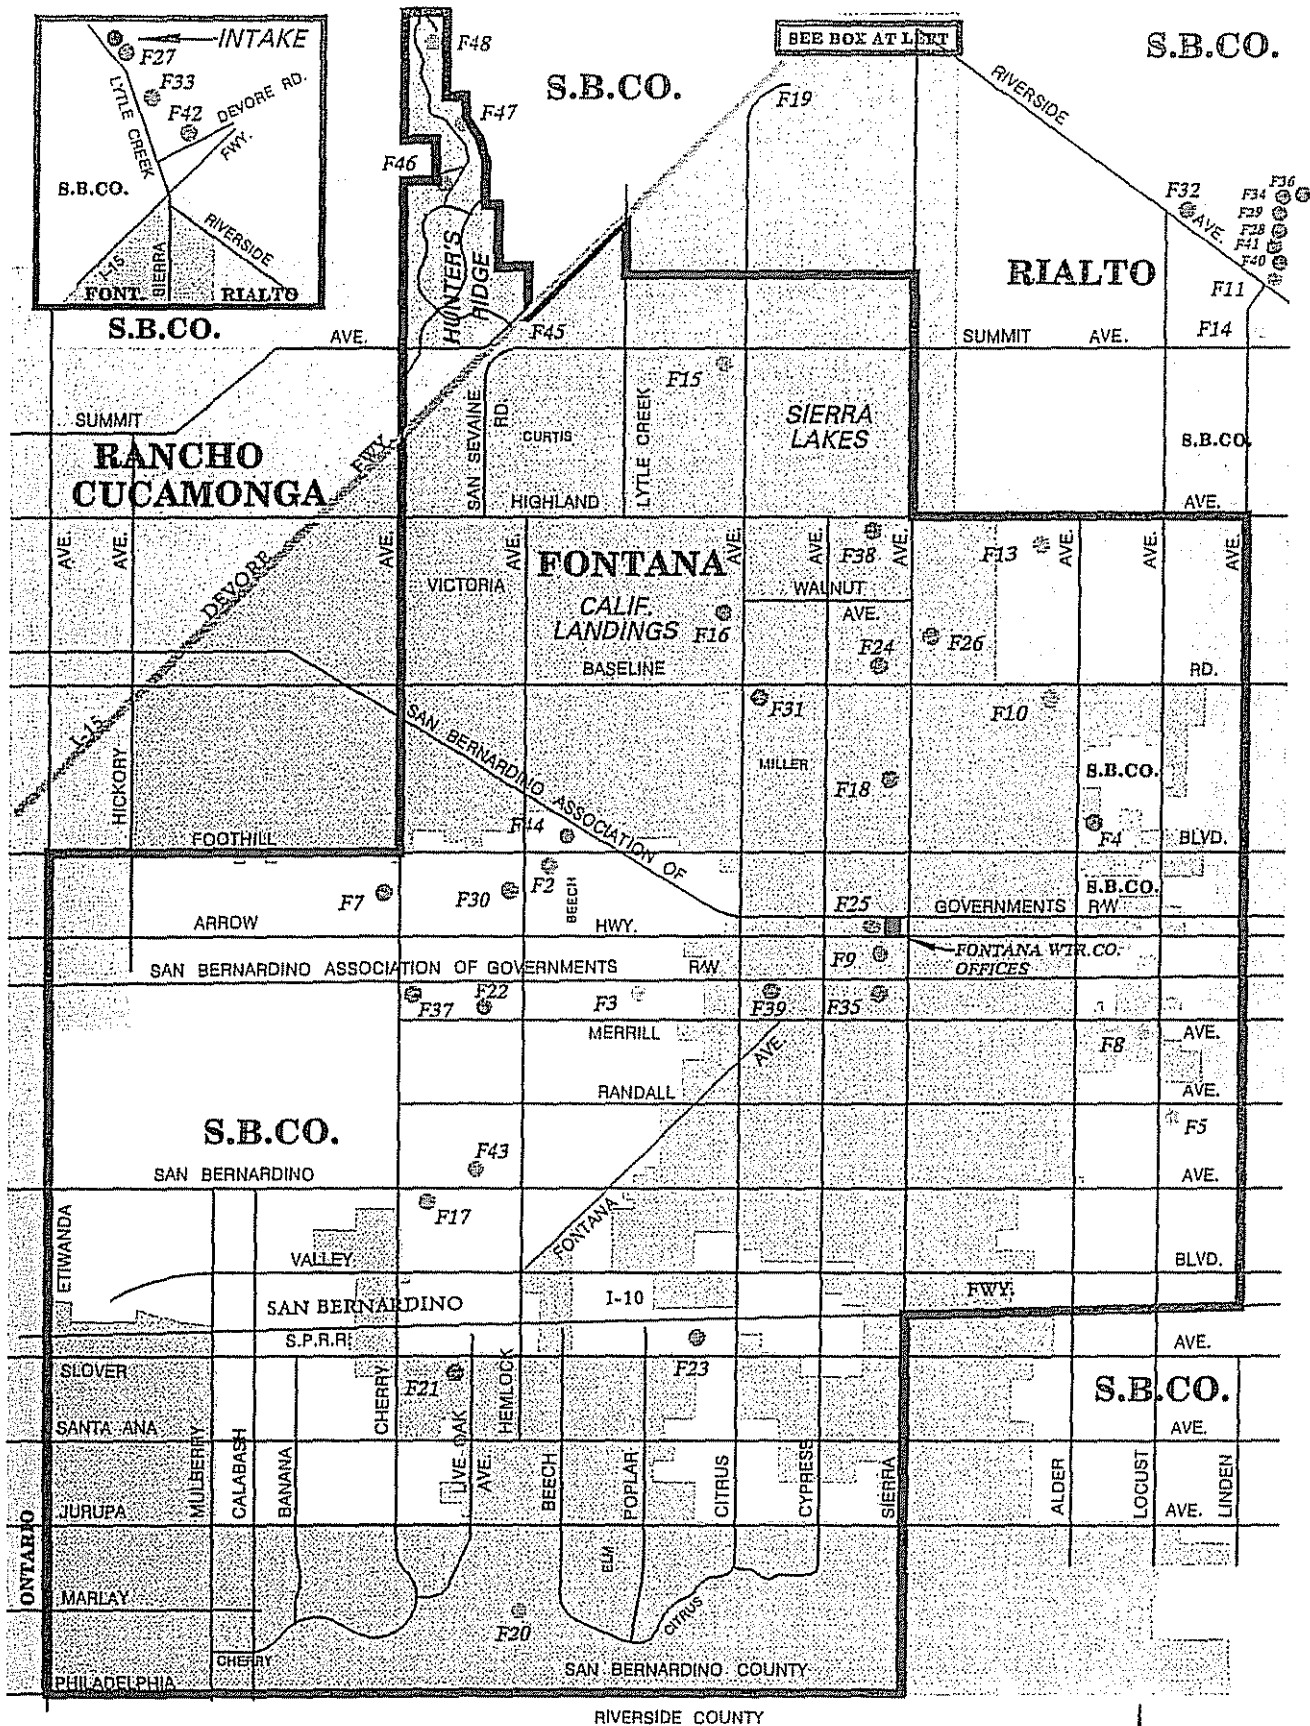 INTAKE
F27
F33
F42
DEVORE RD.
LYTLE CREEK
FWY.
S.B.CO.
RIVERSIDE
I-15
SIERRA
FONT.
RIALTO
F48
F47
F46
S.B.CO.
SEE BOX AT LEFT
S.B.CO.
RIVERSIDE
AVE.
F19
F32
F36
F34
F29
F28
F41
F40
F11
F14
HUNTER'S
RIDGE
F45
RIALTO
S.B.CO.
AVE.
SUMMIT
AVE.
F15
SUMMIT
SAN SEVAINE
RD.
CURTIS
LYTLE CREEK
SIERRA
LAKES
S.B.CO.
RANCHO
CUCAMONGA
FWY.
HIGHLAND
AVE.
AVE.
AVE.
AVE.
AVE.
AVE.
AVE.
AVE.
AVE.
AVE.
AVE.
DEVORE
FONTANA
F38
F13
VICTORIA
WALNUT
AVE.
CALIF.
LANDINGS
F16
F24
F26
BASELINE
RD.
I-15
SAN BERNARDINO ASSOCIATION OF
F31
F10
MILLER
S.B.CO.
HICKORY
F18
F44
F4
FOOTHILL
BLVD.
F7
F30
F2
BEECH
S.B.CO.
F25
GOVERNMENTS
R/W
ARROW
HWY.
FONTANA WTR.CO.
OFFICES
F9
SAN BERNARDINO ASSOCIATION OF GOVERNMENTS
R/W
F37
F22
F3
F39
F35
MERRILL
AVE.
F8
AVE.
RANDALL
AVE.
S.B.CO.
F5
F43
SAN BERNARDINO
AVE.
F17
ETIWANDA
FONTANA
VALLEY
BLVD.
SAN BERNARDINO
I-10
FWY.
S.P.R.R.
F23
AVE.
SLOVER
F21
S.B.CO.
SANTA ANA
AVE.
MULBERRY
CALABASH
BANANA
CHERRY
LIVE OAK
AVE.
HEMLOCK
BEECH
POPLAR
CITRUS
CYPRESS
SIERRA
ALDER
LOCUST
LINDEN
JURUPA
AVE.
ONTARIO
ELM
MARLAY
CITRUS
F20
CHERRY
SAN BERNARDINO COUNTY
PHILADELPHIA
RIVERSIDE COUNTY